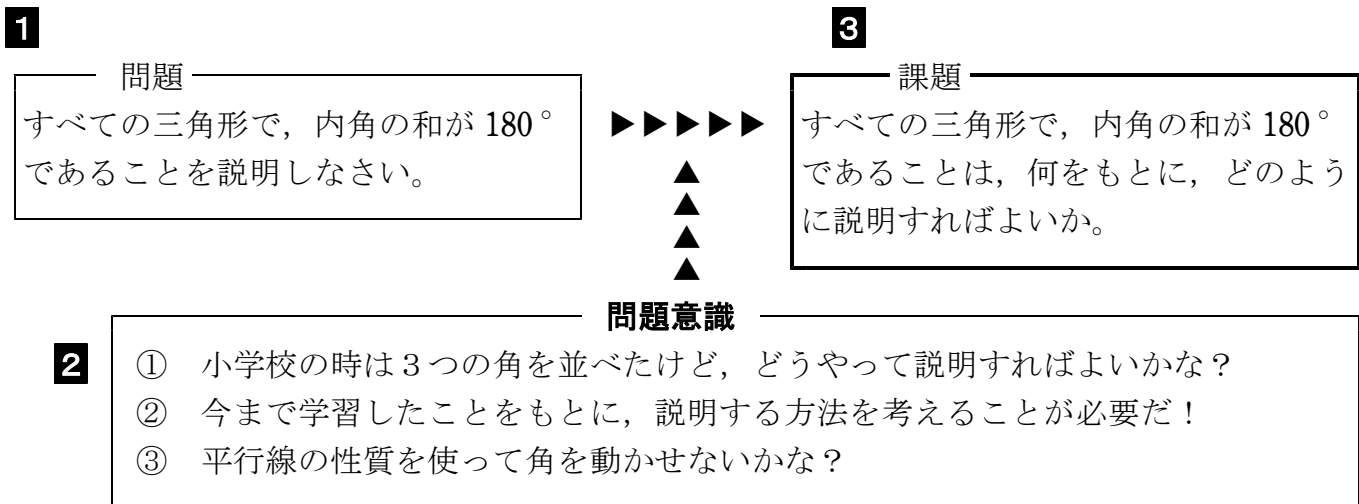 1
問題
すべての三角形で，内角の和が 180°
であることを説明しなさい。
▶▶▶▶▶
▲
▲
▲
▲
3
課題
すべての三角形で，内角の和が 180°
であることは，何をもとに，どのよう
に説明すればよいか。
問題意識
2
① 小学校の時は３つの角を並べたけど，どうやって説明すればよいかな？
② 今まで学習したことをもとに，説明する方法を考えることが必要だ！
③ 平行線の性質を使って角を動かせないかな？